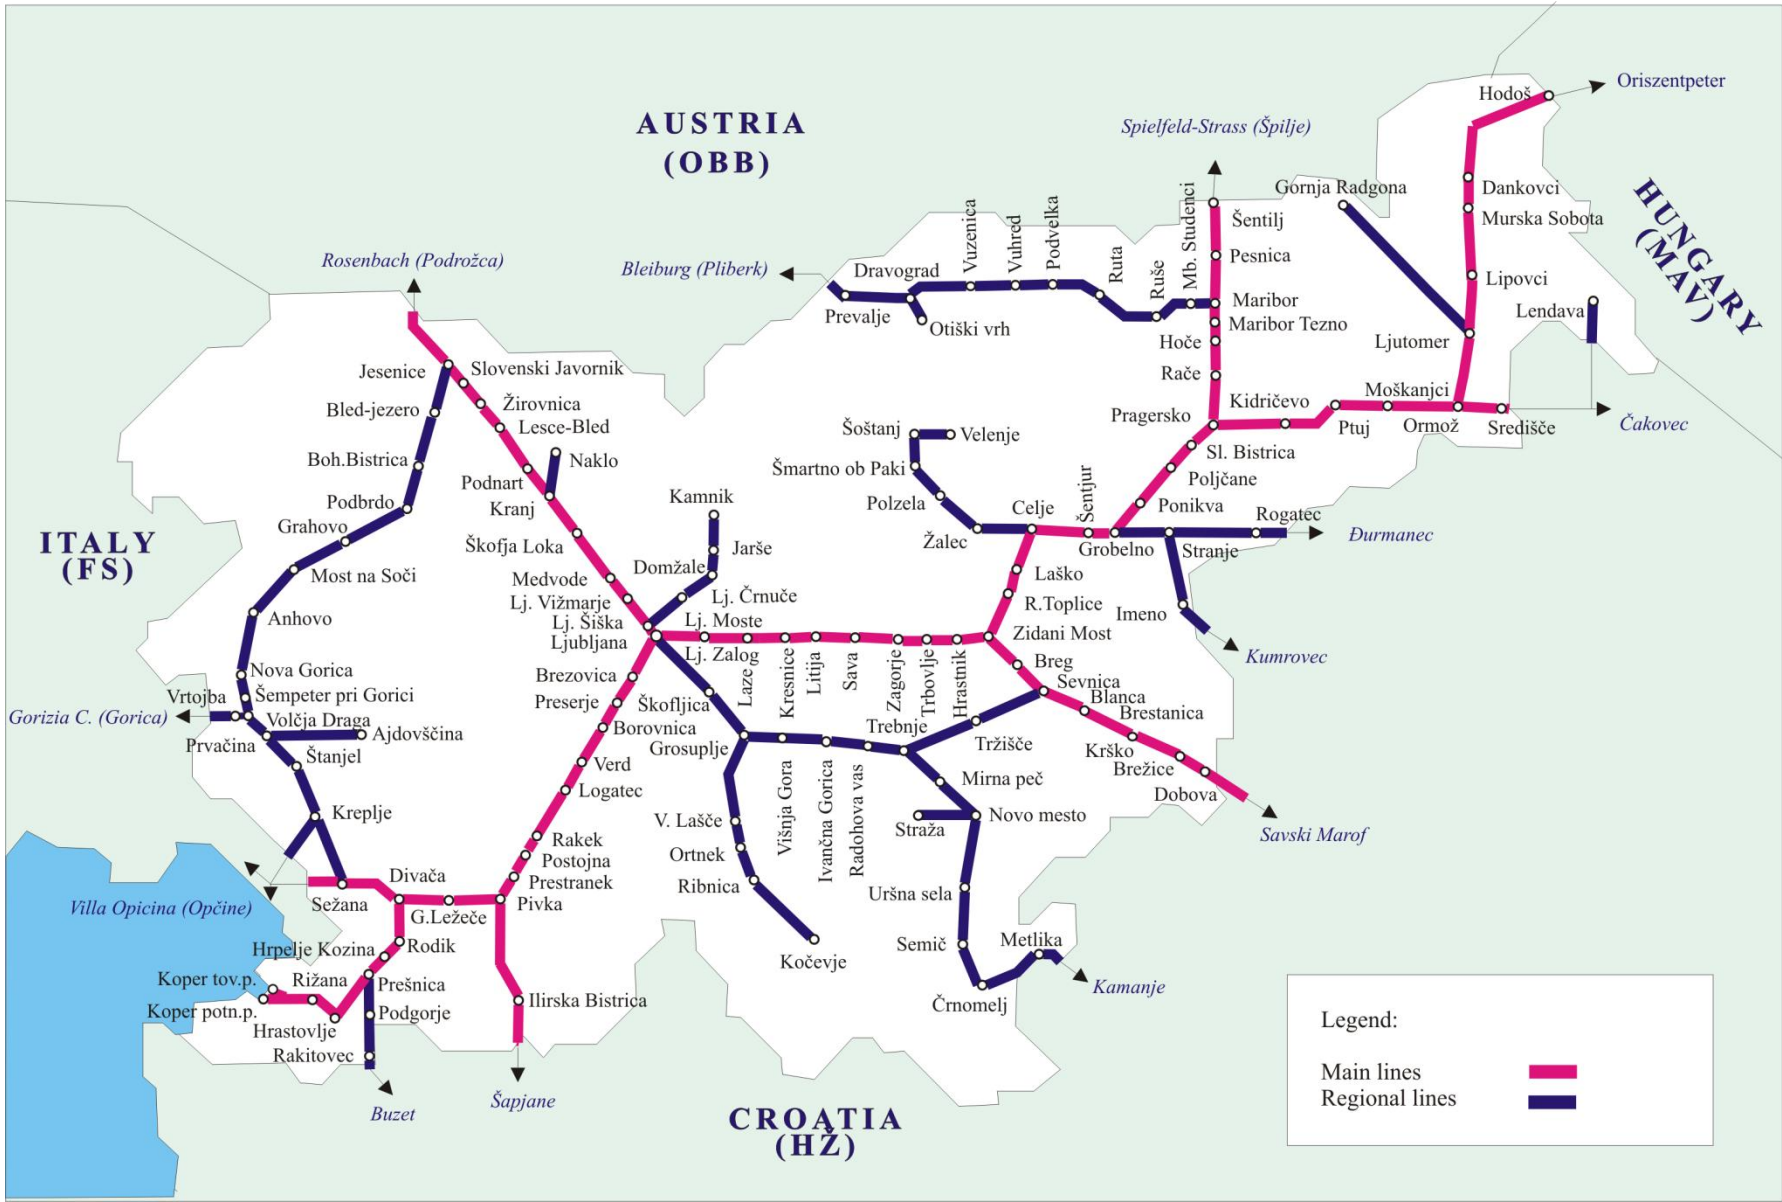 AUSTRIA
(OBB)
ITALY
(FS)
HUNGARY
(MAV)
CROATIA
(HŽ)
Rosenbach (Podrožca)
Bleiburg (Pliberk)
Spielfeld-Strass (Špilje)
Oriszentpeter
Hodoš
Dankovci
Murska Sobota
Lipovci
Gornja Radgona
Lendava
Ljutomer
Čakovec
Središče
Ormož
Moškanjci
Ptuj
Kidričevo
Pragersko
Šentilj
Pesnica
Maribor
Maribor Tezno
Hoče
Rače
Mb. Studenci
Ruše
Ruta
Podvelka
Vuhred
Vuzenica
Dravograd
Otiški vrh
Prevalje
Sl. Bistrica
Poljčane
Ponikva
Rogatec
Đurmanec
Stranje
Grobelno
Imeno
Kumrovec
Šentjur
Celje
Žalec
Polzela
Šmartno ob Paki
Šoštanj
Velenje
Laško
R.Toplice
Zidani Most
Breg
Sevnica
Blanca
Brestanica
Krško
Brežice
Dobova
Savski Marof
Jesenice
Slovenski Javornik
Žirovnica
Lesce-Bled
Naklo
Podnart
Kranj
Škofja Loka
Medvode
Lj. Vižmarje
Lj. Šiška
Ljubljana
Kamnik
Jarše
Domžale
Lj. Črnuče
Lj. Moste
Lj. Zalog
Laze
Kresnice
Litija
Sava
Zagorje
Trbovlje
Hrastnik
Bled-jezero
Boh.Bistrica
Podbrdo
Grahovo
Most na Soči
Anhovo
Nova Gorica
Šempeter pri Gorici
Vrtojba
Gorizia C. (Gorica)
Volčja Draga
Prvačina
Ajdovščina
Štanjel
Kreplje
Sežana
Villa Opicina (Opčine)
Divača
G.Ležeče
Pivka
Prestranek
Postojna
Rakek
Logatec
Verd
Borovnica
Preserje
Brezovica
Škofljica
Grosuplje
Višnja Gora
Ivančna Gorica
Radohova vas
Trebnje
Tržišče
Mirna peč
Novo mesto
Straža
Uršna sela
Semič
Črnomelj
Metlika
Kamanje
V. Lašče
Ortnek
Ribnica
Kočevje
Rodik
Hrpelje Kozina
Prešnica
Podgorje
Rakitovec
Buzet
Koper tov.p.
Koper potn.p.
Rižana
Hrastovlje
Ilirska Bistrica
Šapjane
Legend:
Main lines
Regional lines